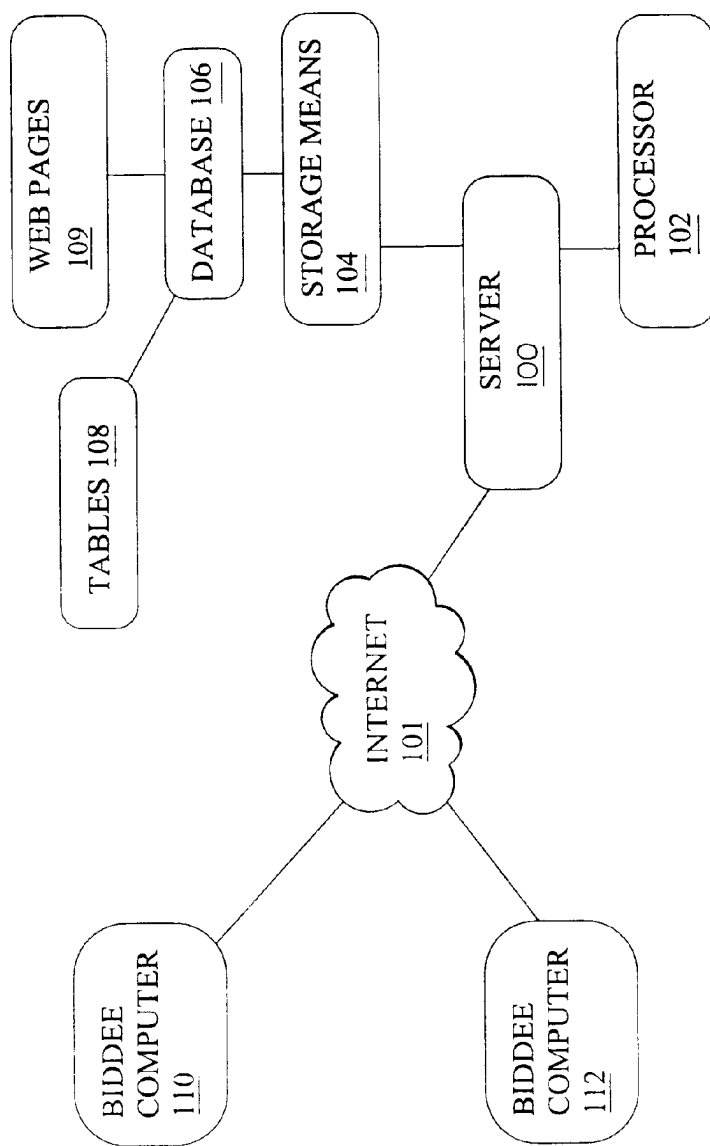 WEB PAGES
109
TABLES 108
DATABASE 106
STORAGE MEANS
104
BIDDEE
COMPUTER
110
INTERNET
101
SERVER
100
BIDDEE
COMPUTER
112
PROCESSOR
102